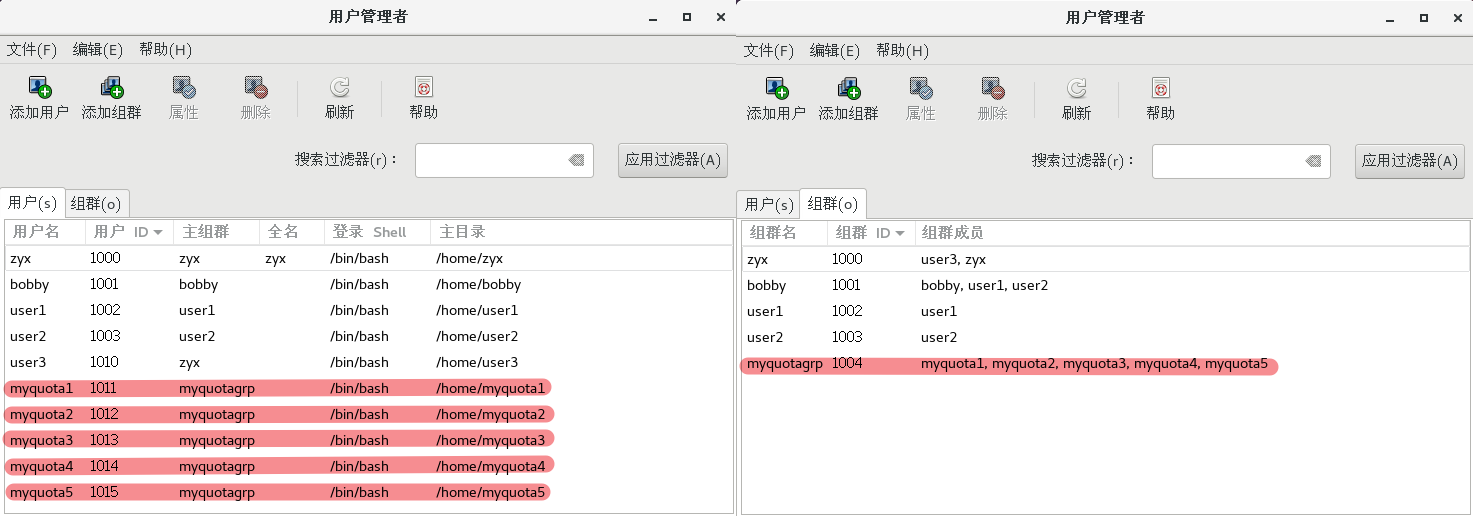 用户管理者
文件(F) 编辑(E) 帮助(H)
添加用户 添加组群 属性 删除 刷新 帮助
搜索过滤器(r)： 应用过滤器(A)
用户(s) 组群(o)
用户名 用户 ID 主组群 全名 登录 Shell 主目录
zyx 1000 zyx zyx /bin/bash /home/zyx
bobby 1001 bobby /bin/bash /home/bobby
user1 1002 user1 /bin/bash /home/user1
user2 1003 user2 /bin/bash /home/user2
user3 1010 zyx /bin/bash /home/user3
myquota1 1011 myquotagrp /bin/bash /home/myquota1
myquota2 1012 myquotagrp /bin/bash /home/myquota2
myquota3 1013 myquotagrp /bin/bash /home/myquota3
myquota4 1014 myquotagrp /bin/bash /home/myquota4
myquota5 1015 myquotagrp /bin/bash /home/myquota5
用户管理者
文件(F) 编辑(E) 帮助(H)
添加用户 添加组群 属性 删除 刷新 帮助
搜索过滤器(r)： 应用过滤器(A)
用户(s) 组群(o)
组群名 组群 ID 组群成员
zyx 1000 user3, zyx
bobby 1001 bobby, user1, user2
user1 1002 user1
user2 1003 user2
myquotagrp 1004 myquota1, myquota2, myquota3, myquota4, myquota5